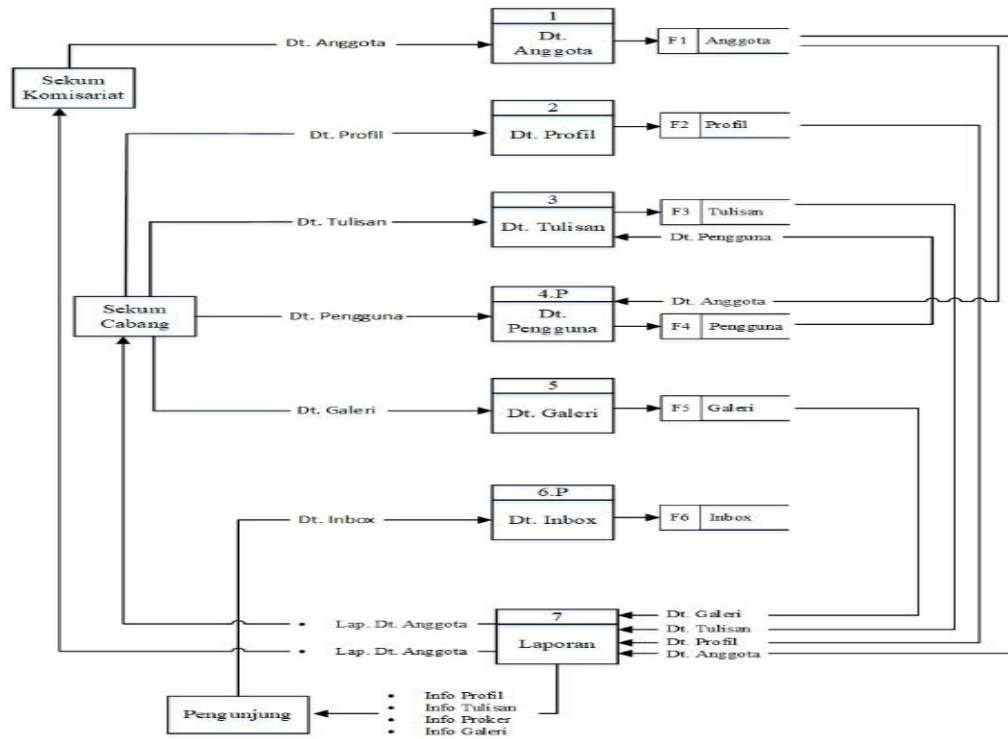 1
Dt. Anggota
Dt.
Anggota
F1 Anggota
Sekum
Komisariat
2
Dt. Profil
Dt. Profil
F2 Profil
3
Dt. Tulisan
Dt. Tulisan
F3 Tulisan
Dt. Pengguna
4.P
Dt. Anggota
Sekum
Cabang
Dt. Pengguna
Dt.
Pengguna
F4 Pengguna
5
Dt. Galeri
Dt. Galeri
F5 Galeri
6.P
Dt. Inbox
Dt. Inbox
F6 Inbox
7
Laporan
Dt. Galeri
Dt. Tulisan
Dt. Profil
Dt. Anggota
• Lap. Dt. Anggota
• Lap. Dt. Anggota
Pengunjung
• Info Profil
• Info Tulisan
• Info Proker
• Info Galeri